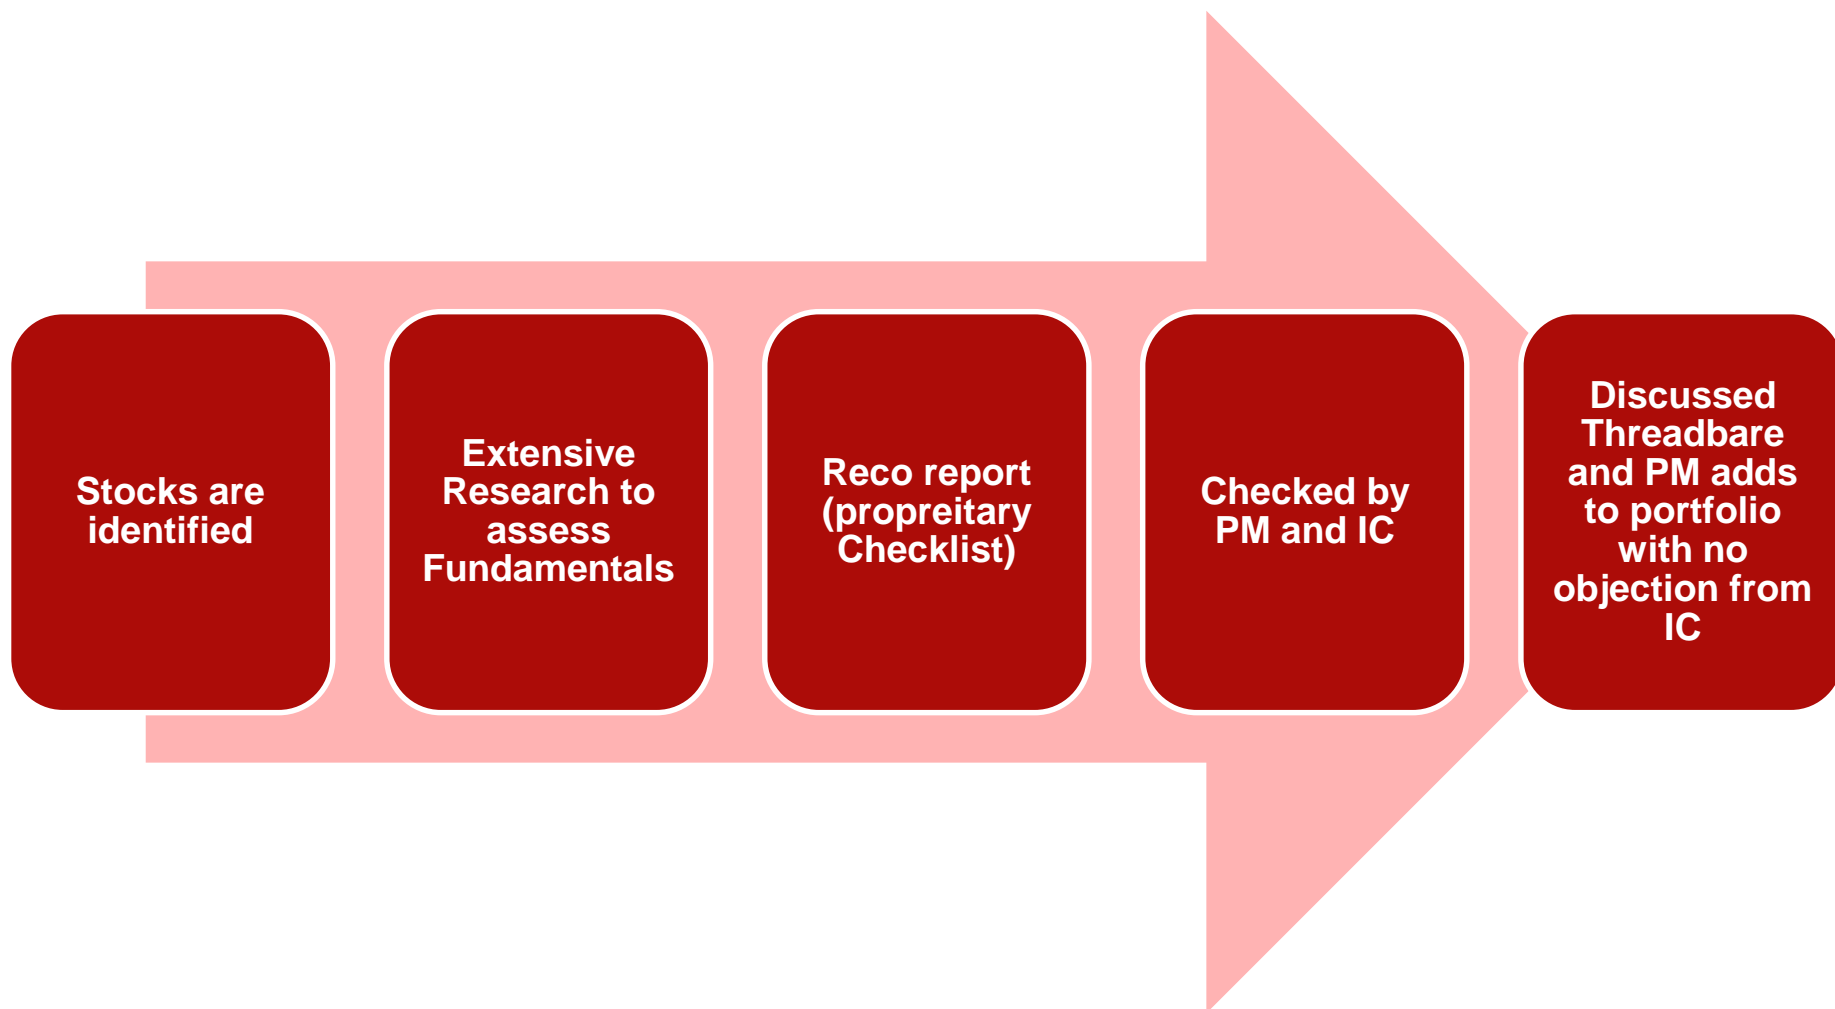 Stocks are
identified
Extensive
Research to
assess
Fundamentals
Reco report
(propreitary
Checklist)
Checked by
PM and IC
Discussed
Threadbare
and PM adds
to portfolio
with no
objection from
IC